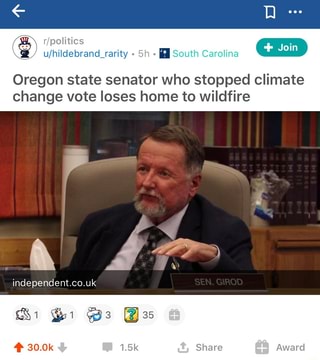 r/politics
u/hildebrand_rarity • 5h • South Carolina
+ Join
Oregon state senator who stopped climate
change vote loses home to wildfire
SEN. GIROD
independent.co.uk
1 1 3 35
30.0k 1.5k Share Award